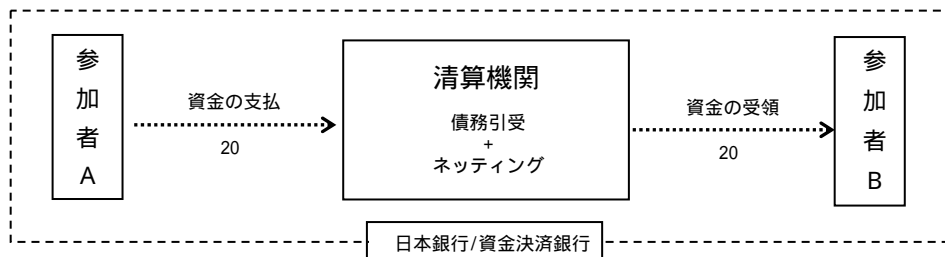 参加者A
資金の支払
20
清算機関
債務引受
+
ネッティング
資金の受領
20
参加者B
日本銀行/資金決済銀行